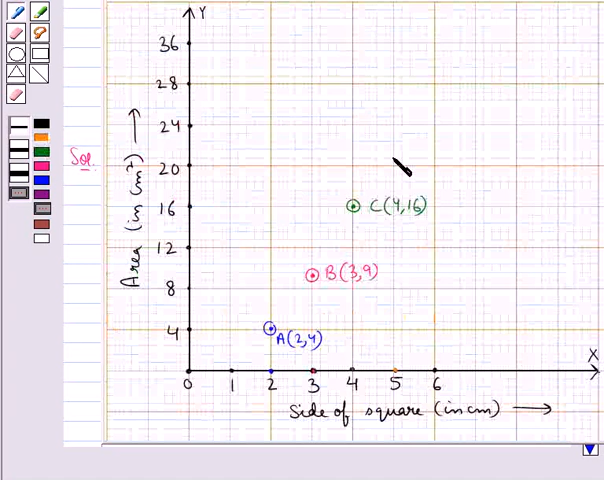 Y
36
28
24
Sol.
20
16
C(4,16)
12
B(3,9)
8
4
A(2,4)
Area (in cm²)
X
0 1 2 3 4 5 6
Side of square (in cm)